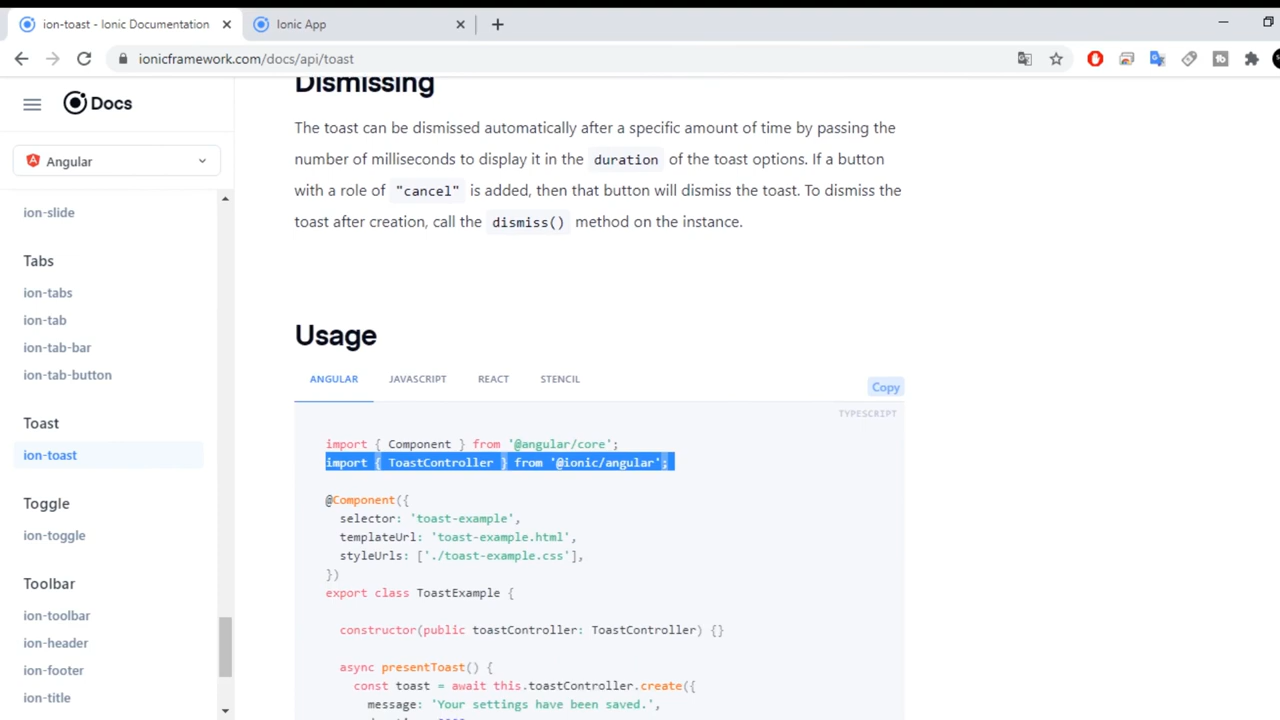 ion-toast - Ionic Documentation
Ionic App
ionicframework.com/docs/api/toast
Docs
Angular
ion-slide
Tabs
ion-tabs
ion-tab
ion-tab-bar
ion-tab-button
Toast
ion-toast
Toggle
ion-toggle
Toolbar
ion-toolbar
ion-header
ion-footer
ion-title
Dismissing
The toast can be dismissed automatically after a specific amount of time by passing the
number of milliseconds to display it in the duration of the toast options. If a button
with a role of "cancel" is added, then that button will dismiss the toast. To dismiss the
toast after creation, call the dismiss() method on the instance.
Usage
ANGULAR JAVASCRIPT REACT STENCIL
Copy
TYPESCRIPT
import { Component } from '@angular/core';
import { ToastController } from '@ionic/angular';
@Component({
selector: 'toast-example',
templateUrl: 'toast-example.html',
styleUrls: ['./toast-example.css'],
})
export class ToastExample {
constructor(public toastController: ToastController) {}
async presentToast() {
const toast = await this.toastController.create({
message: 'Your settings have been saved.',